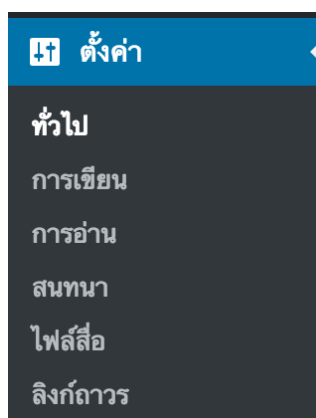 ตั้งค่า
ทั่วไป
การเขียน
การอ่าน
สนทนา
ไฟล์สื่อ
ลิงก์ถาวร